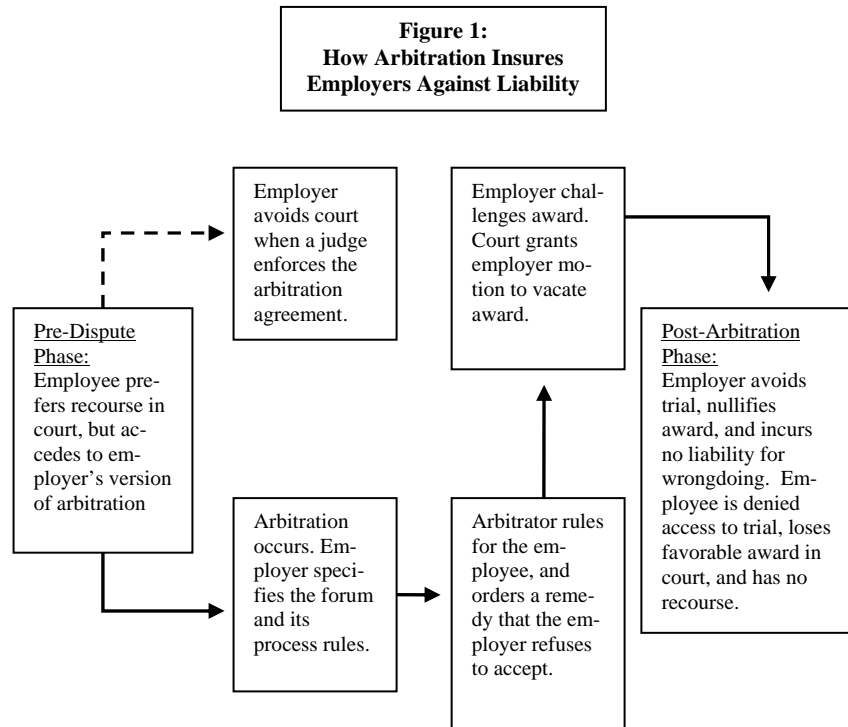 Figure 1:
How Arbitration Insures
Employers Against Liability
Pre-Dispute
Phase:
Employee pre-
fers recourse in
court, but ac-
cedes to em-
ployer’s version
of arbitration
Employer
avoids court
when a judge
enforces the
arbitration
agreement.
Arbitration
occurs. Em-
ployer speci-
fies the forum
and its
process rules.
Arbitrator rules
for the
employee, and
orders a reme-
dy that the em-
ployer refuses
to accept.
Employer chal-
lenges award.
Court grants
employer mo-
tion to vacate
award.
Post-Arbitration
Phase:
Employer avoids
trial, nullifies
award, and incurs
no liability for
wrongdoing.  Em-
ployee is denied
access to trial, loses
favorable award in
court, and has no
recourse.